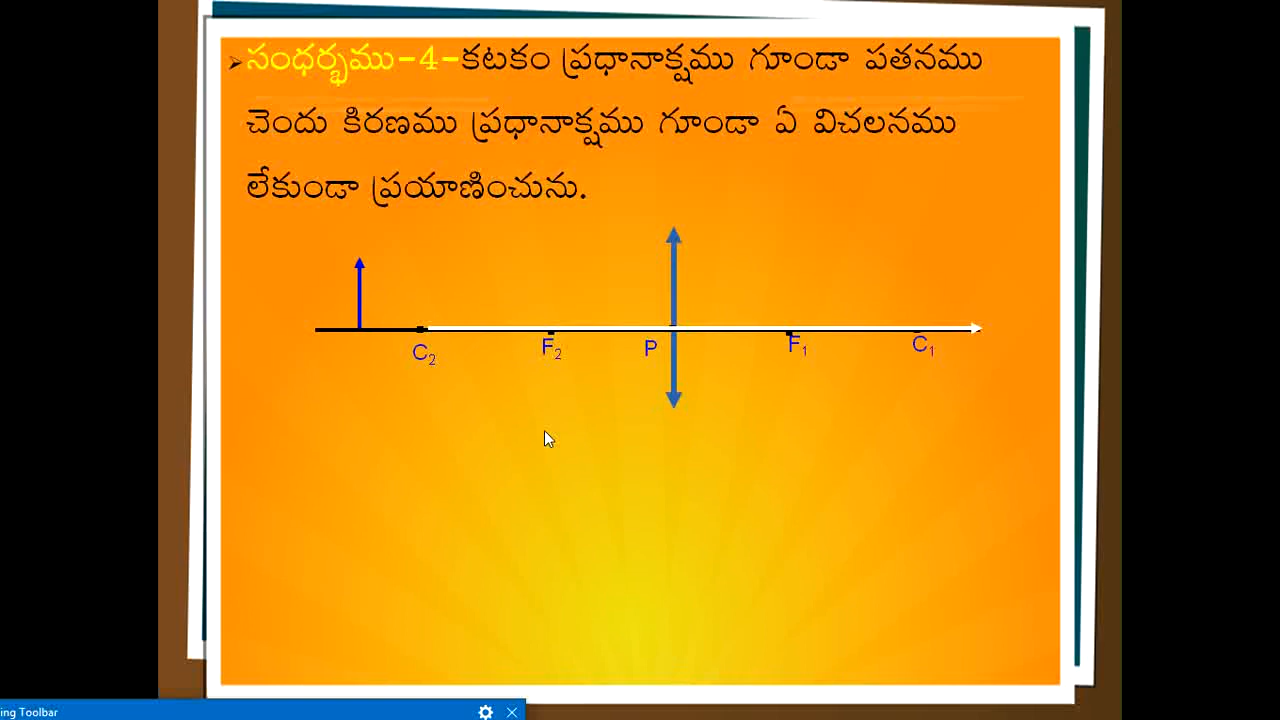 సంధర్భము-4-కటకం ప్రధానాక్షము గూండా పతనము
చెందు కిరణము ప్రధానాక్షము గూండా ఏ విచలనము
లేకుండా ప్రయాణించును.
C2 F2 P F1 C1
ing Toolbar